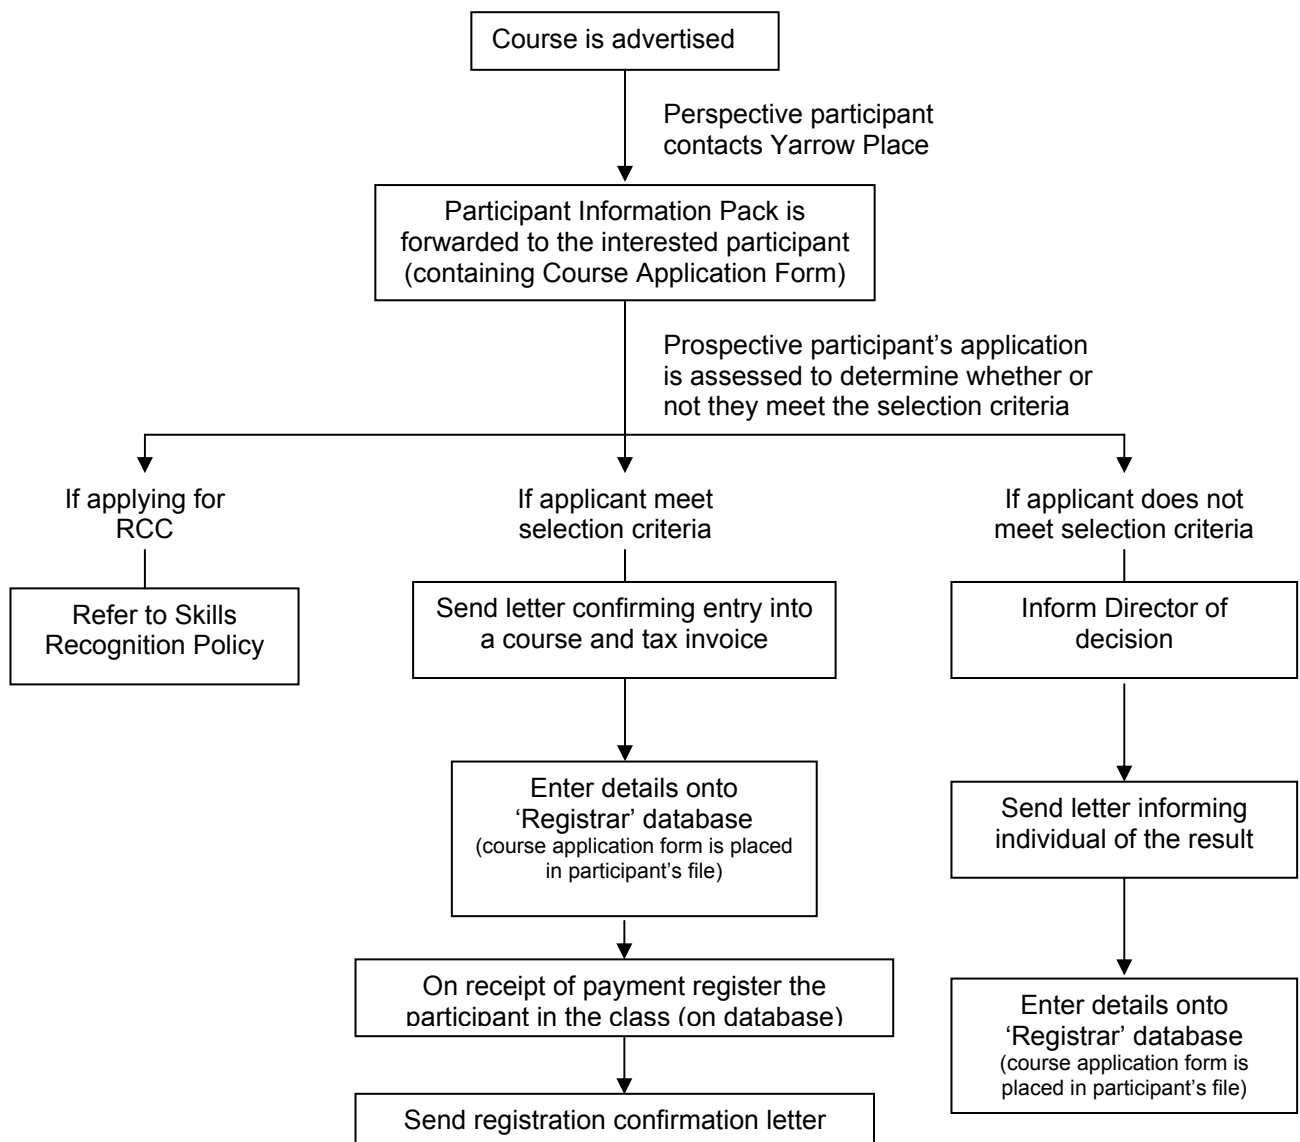 Course is advertised
Perspective participant
contacts Yarrow Place
Participant Information Pack is
forwarded to the interested participant
(containing Course Application Form)
Prospective participant’s application
is assessed to determine whether or
not they meet the selection criteria
If applying for
RCC
Refer to Skills
Recognition Policy
If applicant meet
selection criteria
Send letter confirming entry into
a course and tax invoice
Enter details onto
‘Registrar’ database
(course application form is placed
in participant’s file)
On receipt of payment register the
participant in the class (on database)
Send registration confirmation letter
If applicant does not
meet selection criteria
Inform Director of
decision
Send letter informing
individual of the result
Enter details onto
‘Registrar’ database
(course application form is
placed in participant’s file)